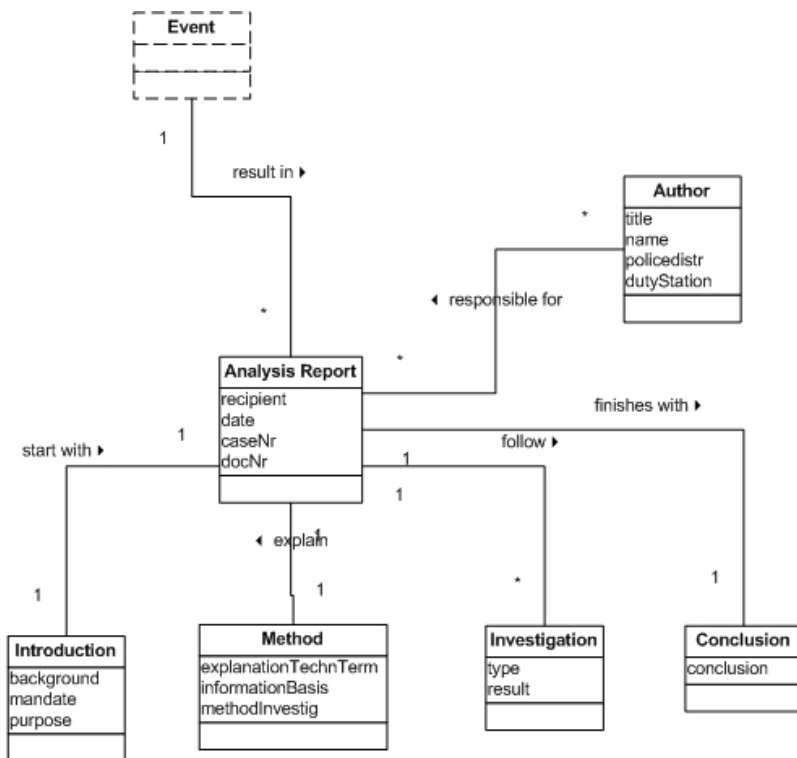 Event
1
result in ▶
*
Author
title
name
policedistr
dutyStation
*
◀ responsible for
*
Analysis Report
recipient
date
caseNr
docNr
finishes with ▶
follow ▶
start with ▶
1
1
1
◀ explain
1
1
1
*
1
Introduction
background
mandate
purpose
Method
explanationTechnTerm
informationBasis
methodInvestig
Investigation
type
result
Conclusion
conclusion